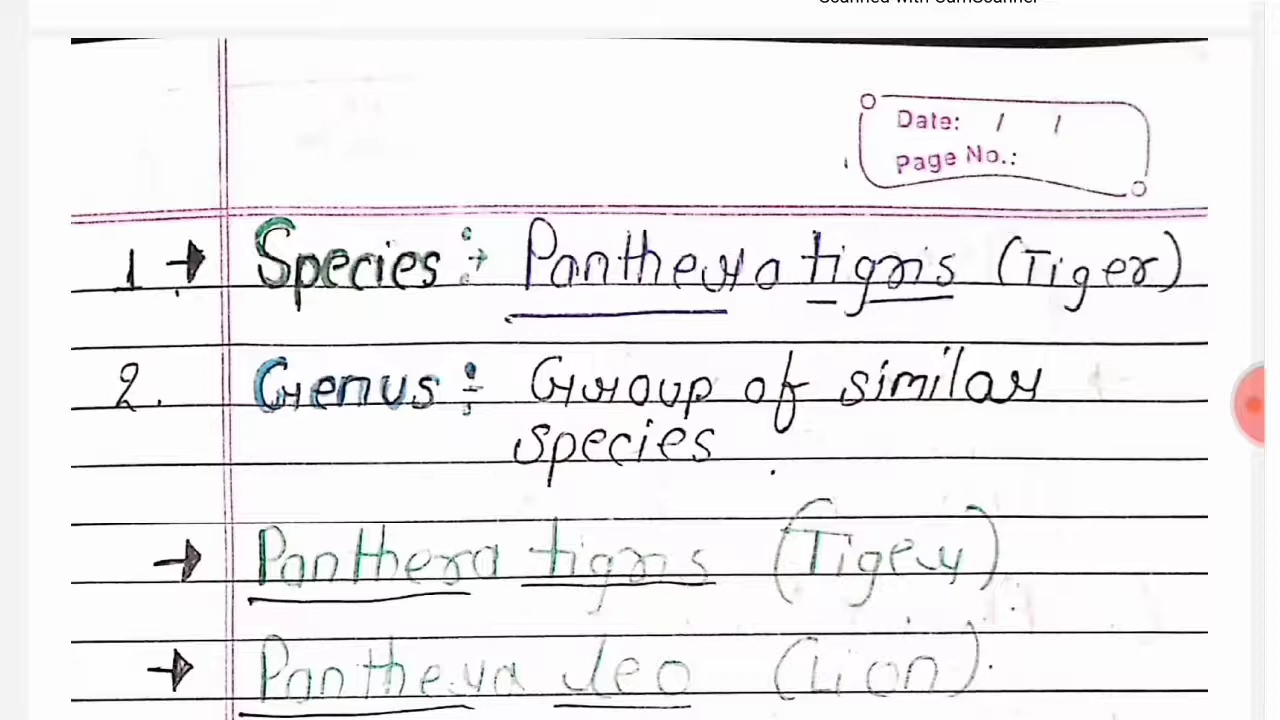 Scanned with CamScanner
Date: / /
Page No.:
1 → Species :→ Panthera tigris (Tiger)
2. Genus :- Group of similar
species
→ Panthera tigris (Tiger)
→ Panthera leo (Lion).